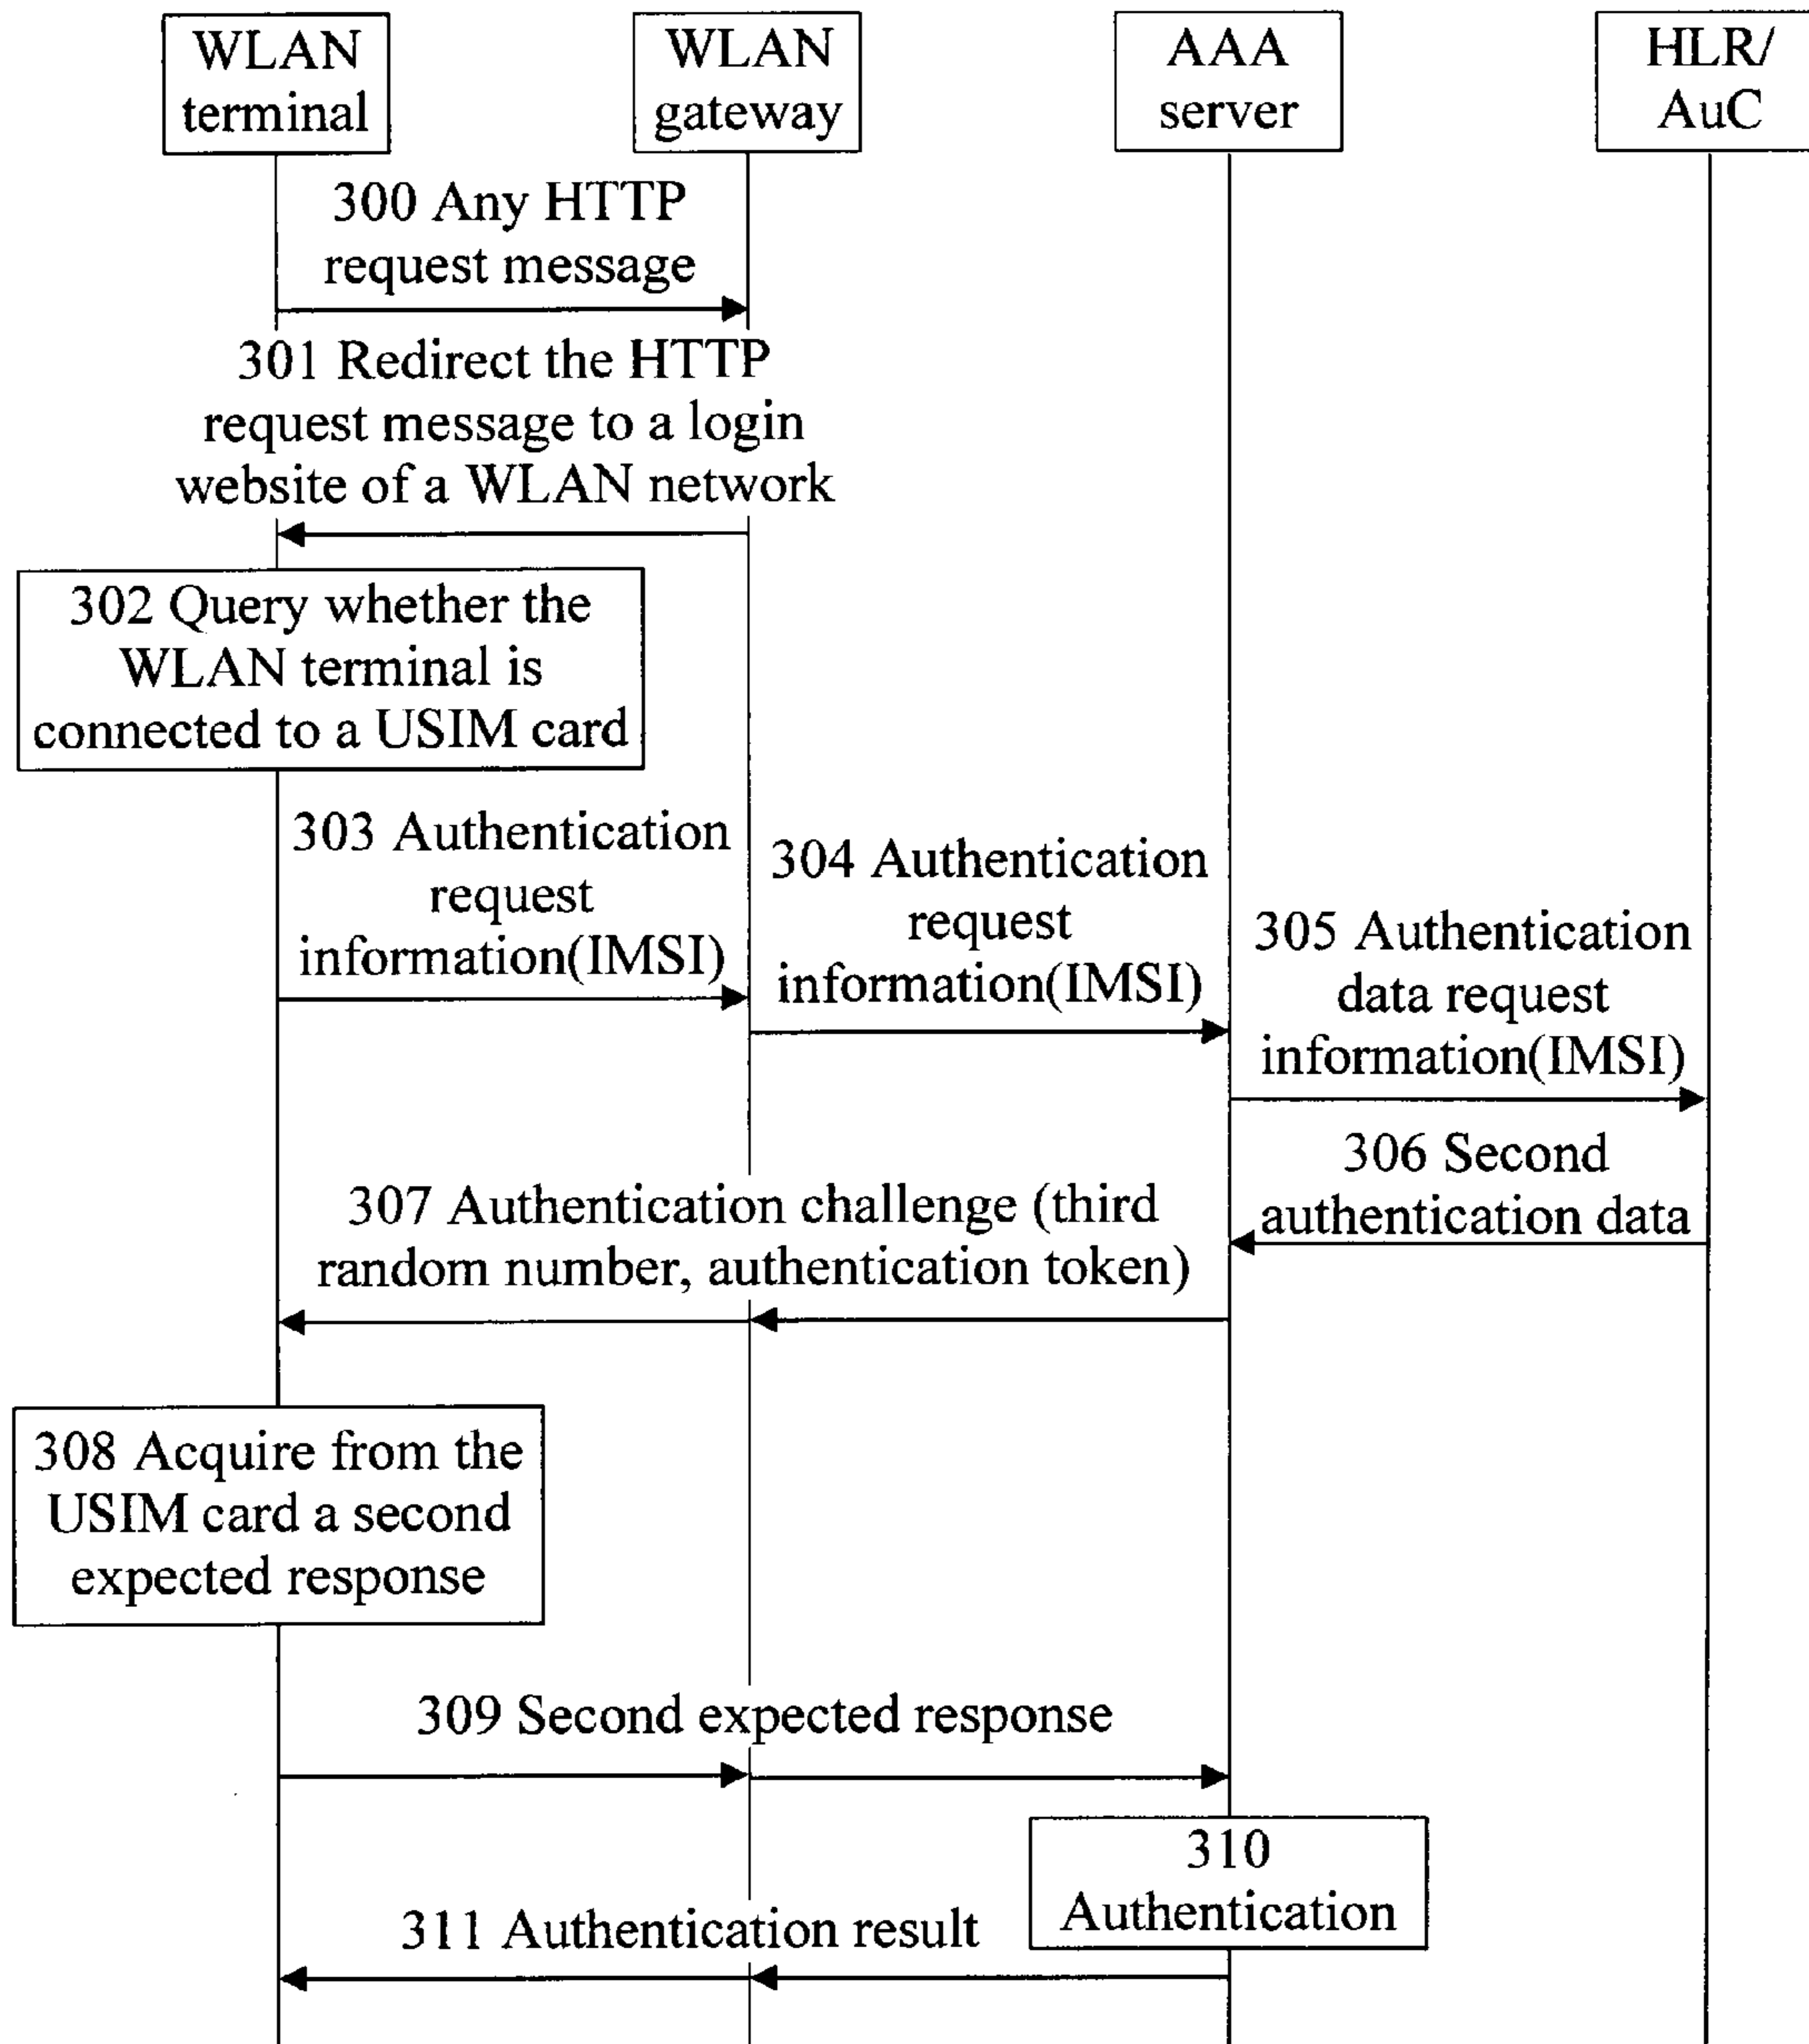 WLAN
terminal
WLAN
gateway
AAA
server
HLR/
AuC
300 Any HTTP
request message
301 Redirect the HTTP
request message to a login
website of a WLAN network
302 Query whether the
WLAN terminal is
connected to a USIM card
303 Authentication
request
information(IMSI)
304 Authentication
request
information(IMSI)
305 Authentication
data request
information(IMSI)
306 Second
authentication data
307 Authentication challenge (third
random number, authentication token)
308 Acquire from the
USIM card a second
expected response
309 Second expected response
310
Authentication
311 Authentication result